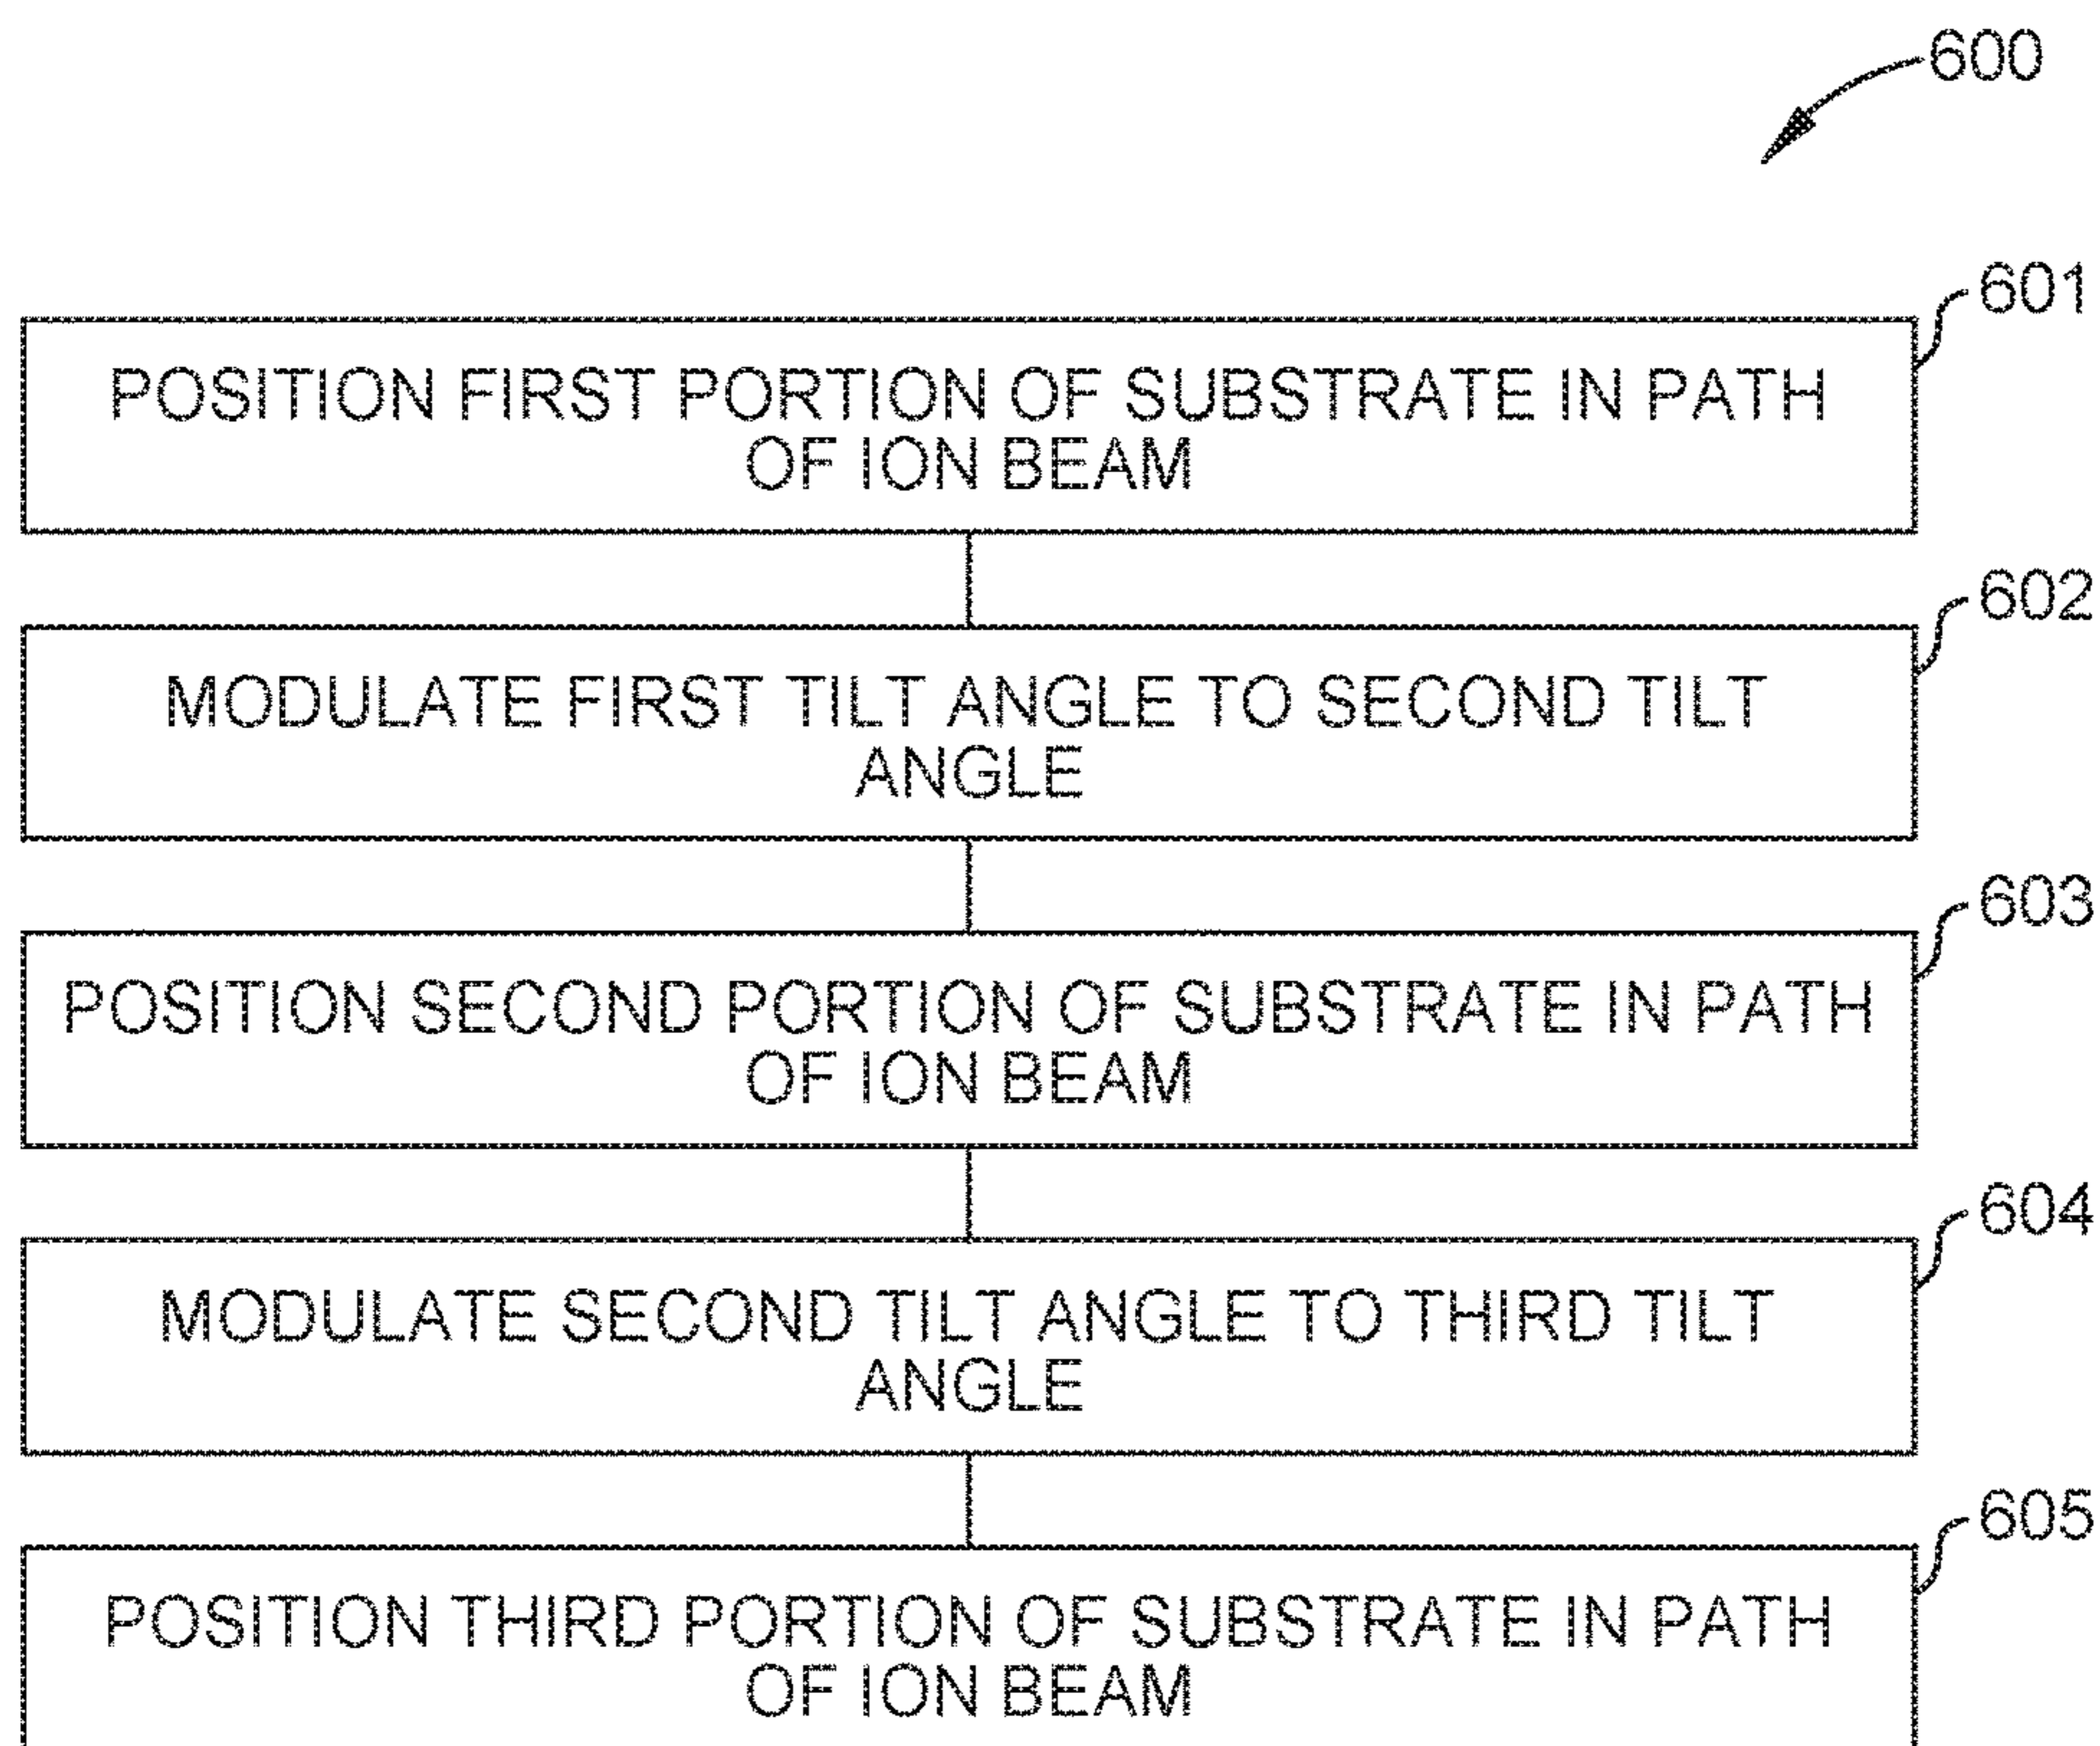 600
601
POSITION FIRST PORTION OF SUBSTRATE IN PATH
OF ION BEAM
602
MODULATE FIRST TILT ANGLE TO SECOND TILT
ANGLE
603
POSITION SECOND PORTION OF SUBSTRATE IN PATH
OF ION BEAM
604
MODULATE SECOND TILT ANGLE TO THIRD TILT
ANGLE
605
POSITION THIRD PORTION OF SUBSTRATE IN PATH
OF ION BEAM